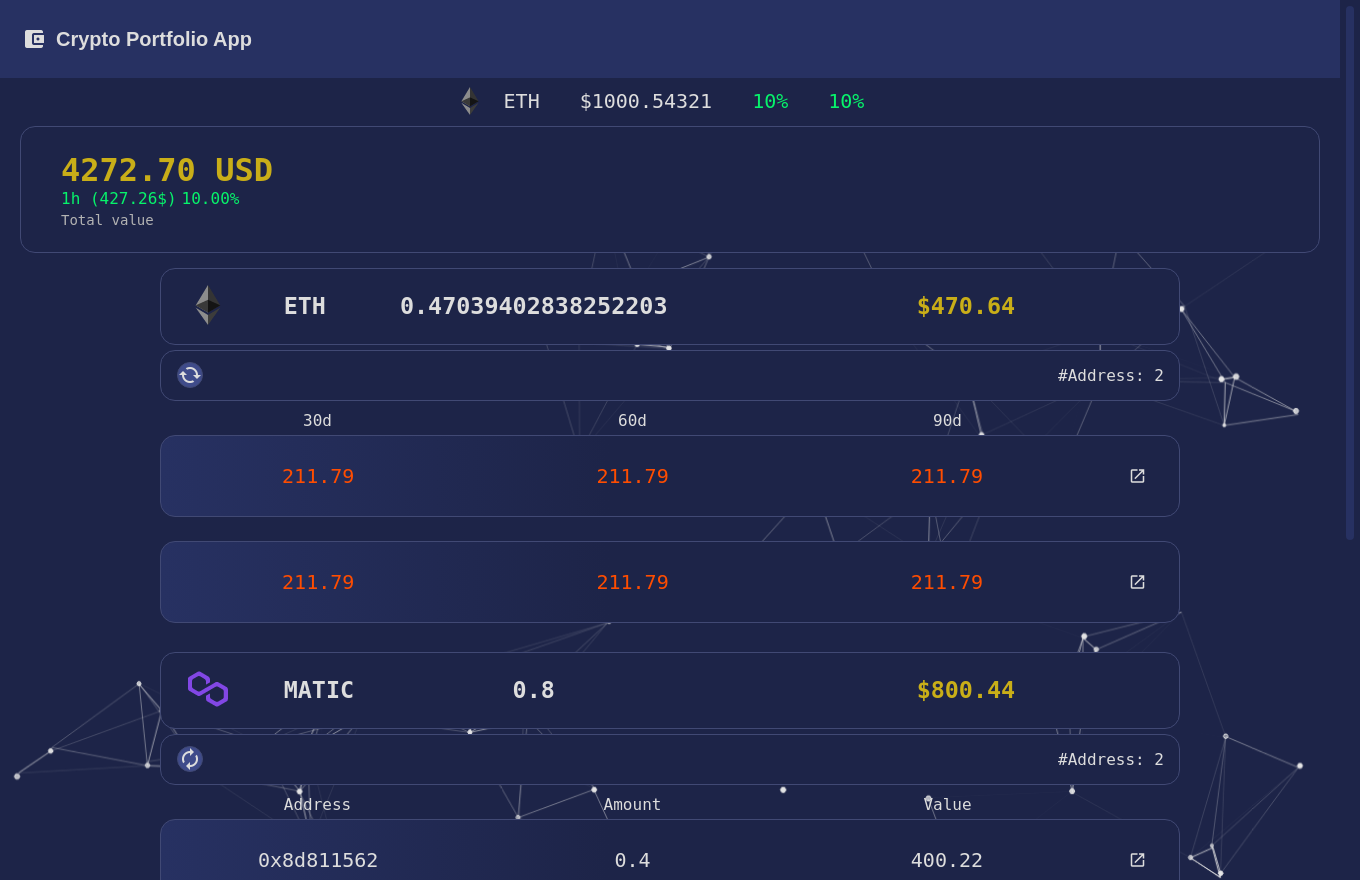 Crypto Portfolio App
ETH $1000.54321 10% 10%
4272.70 USD
1h (427.26$) 10.00%
Total value
ETH 0.47039402838252203 $470.64
#Address: 2
30d 60d 90d
211.79 211.79 211.79
211.79 211.79 211.79
MATIC 0.8 $800.44
#Address: 2
Address Amount Value
0x8d811562 0.4 400.22